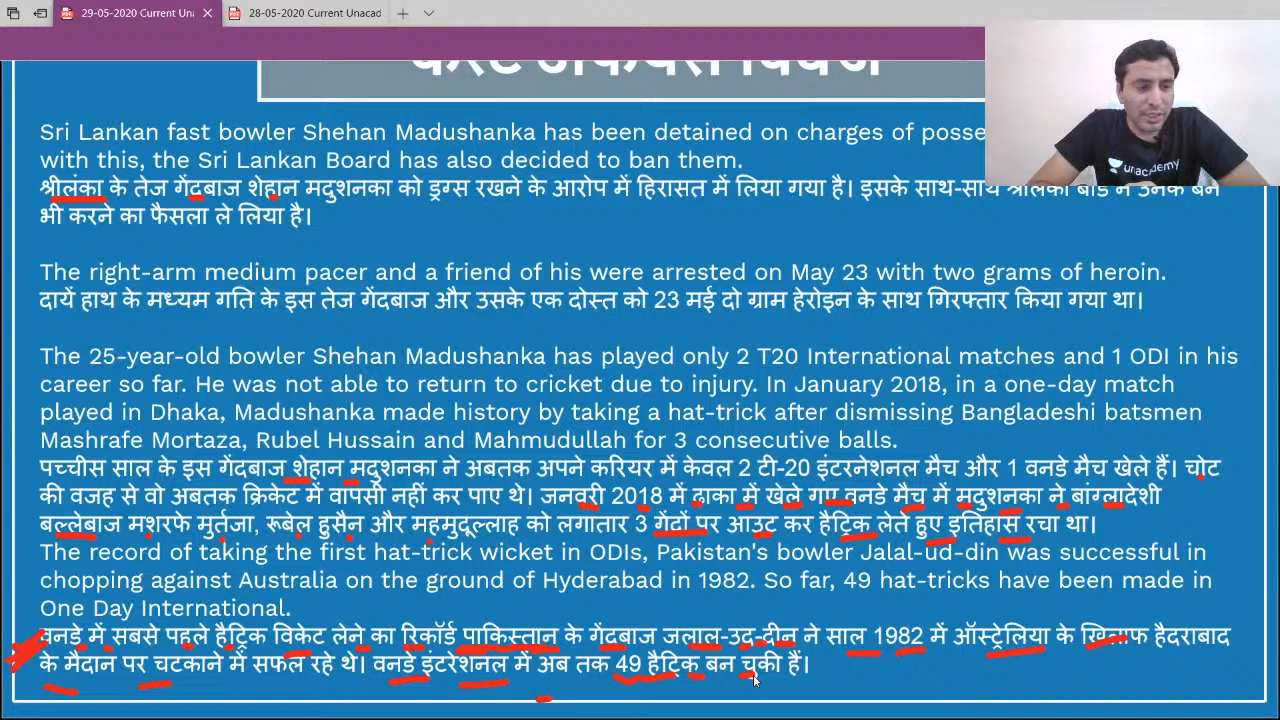 29-05-2020 Current Una
28-05-2020 Current Unacad
करंट अफेयर्स विवेज
Sri Lankan fast bowler Shehan Madushanka has been detained on charges of
with this, the Sri Lankan Board has also decided to ban them.
श्रीलंका के तेज गेंदबाज शेहान मदुशनका को ड्रग्स रखने के आरोप में हिरासत में लिया गया है। इसके साथ-साथ श्रीलंका बोर्ड ने उनके बैन
भी करने का फैसला ले लिया है।
unacademy
The right-arm medium pacer and a friend of his were arrested on May 23 with two grams of heroin.
दायें हाथ के मध्यम गति के इस तेज गेंदबाज और उसके एक दोस्त को 23 मई दो ग्राम हेरोइन के साथ गिरफ्तार किया गया था।
The 25-year-old bowler Shehan Madushanka has played only 2 T20 International matches and 1 ODI in his
career so far. He was not able to return to cricket due to injury. In January 2018, in a one-day match
played in Dhaka, Madushanka made history by taking a hat-trick after dismissing Bangladeshi batsmen
Mashrafe Mortaza, Rubel Hussain and Mahmudullah for 3 consecutive balls.
पच्चीस साल के इस गेंदबाज शेहान मदुशनका ने अबतक अपने करियर में केवल 2 टी-20 इंटरनेशनल मैच और 1 वनडे मैच खेले हैं। चोट
की वजह से वो अबतक क्रिकेट में वापसी नहीं कर पाए थे। जनवरी 2018 में ढाका में खेले गए वनडे मैच में मदुशनका ने बांग्लादेशी
बल्लेबाज मशरफे मुर्तजा, रूबेल हुसैन और महमुदूल्लाह को लगातार 3 गेंदों पर आउट कर हैट्रिक लेते हुए इतिहास रचा था।
The record of taking the first hat-trick wicket in ODIs, Pakistan's bowler Jalal-ud-din was successful in
chopping against Australia on the ground of Hyderabad in 1982. So far, 49 hat-tricks have been made in
One Day International.
वनडे में सबसे पहले हैट्रिक विकेट लेने का रिकॉर्ड पाकिस्तान के गेंदबाज जलाल-उद-दीन ने साल 1982 में ऑस्ट्रेलिया के खिलाफ हैदराबाद
के मैदान पर चटकाने में सफल रहे थे। वनडे इंटरेशनल में अब तक 49 हैट्रिक बन चुकी हैं।